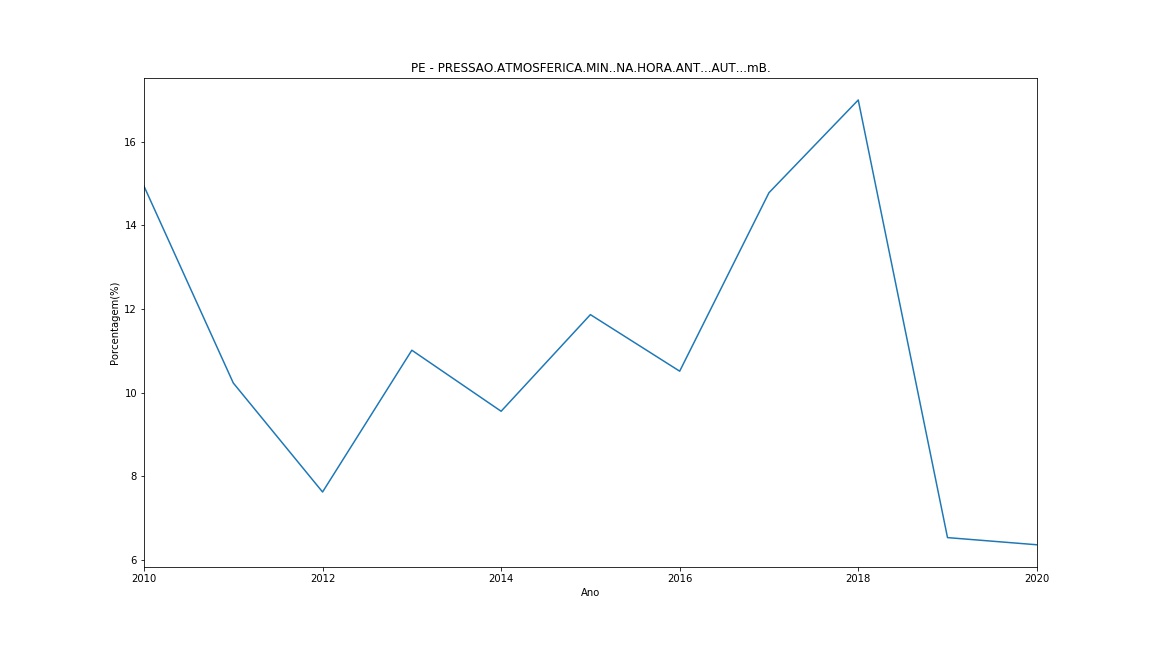 PE - PRESSAO.ATMOSFERICA.MIN..NA.HORA.ANT...AUT...mB.
16
14
12
10
8
6
Porcentagem(%)
2010 2012 2014 2016 2018 2020
Ano